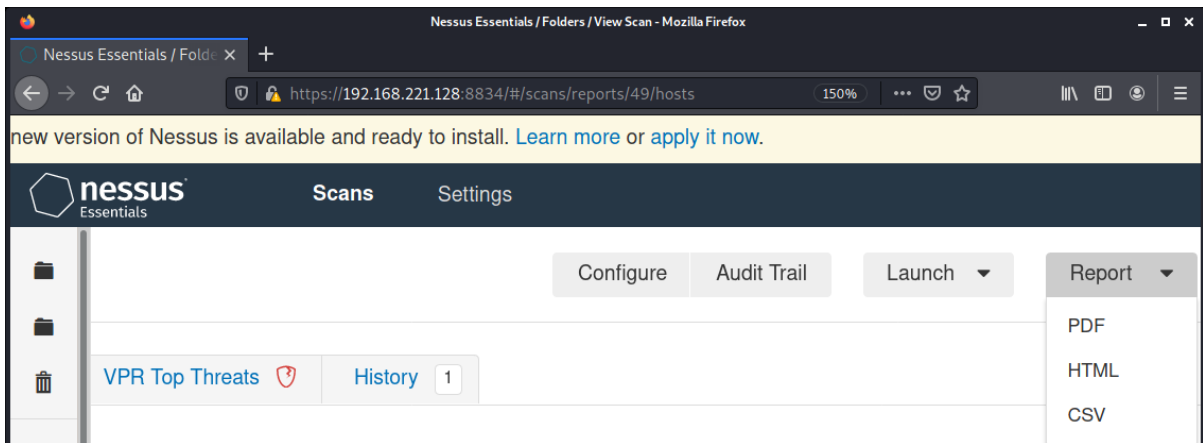 Nessus Essentials / Folders / View Scan - Mozilla Firefox
Nessus Essentials / Folde
https://192.168.221.128:8834/#/scans/reports/49/hosts 150%
new version of Nessus is available and ready to install. Learn more or apply it now.
nessus Scans Settings
Essentials
Configure Audit Trail Launch Report
PDF
HTML
VPR Top Threats History 1
CSV